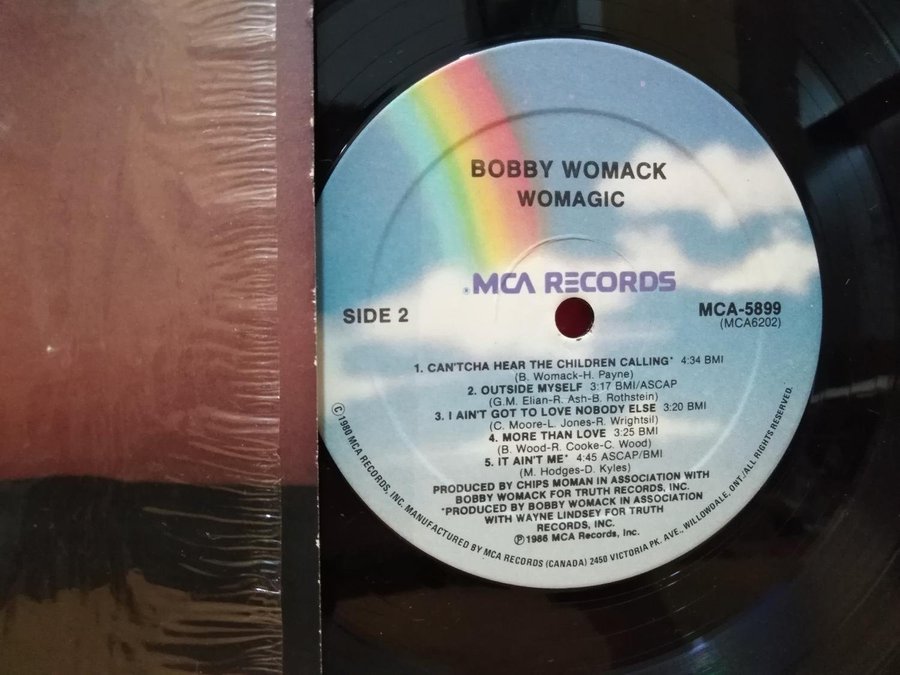 BOBBY WOMACK
WOMAGIC
MCA RECORDS
SIDE 2
MCA-5899
(MCA6202)
1. CAN'TCHA HEAR THE CHILDREN CALLING* 4:34 BMI
(B. Womack-H. Payne)
2. OUTSIDE MYSELF 3:17 BMI/ASCAP
(G.M. Elian-R. Ash-B. Rothstein)
3. I AIN'T GOT TO LOVE NOBODY ELSE 3:20 BMI
(C. Moore-L. Jones-R. Wrightsil)
4. MORE THAN LOVE 3:25 BMI
(B. Wood-R. Cooke-C. Wood)
5. IT AIN'T ME* 4:45 ASCAP/BMI
(M. Hodges-D. Kyles)
PRODUCED BY CHIPS MOMAN IN ASSOCIATION WITH
BOBBY WOMACK FOR TRUTH RECORDS, INC.
*PRODUCED BY BOBBY WOMACK IN ASSOCIATION
WITH WAYNE LINDSEY FOR TRUTH
RECORDS, INC.
Ⓟ1986 MCA Records, Inc.
©1980 MCA RECORDS, INC. MANUFACTURED BY MCA RECORDS (CANADA) 2450 VICTORIA PK. AVE., WILLOWDALE, ONT./ALL RIGHTS RESERVED.